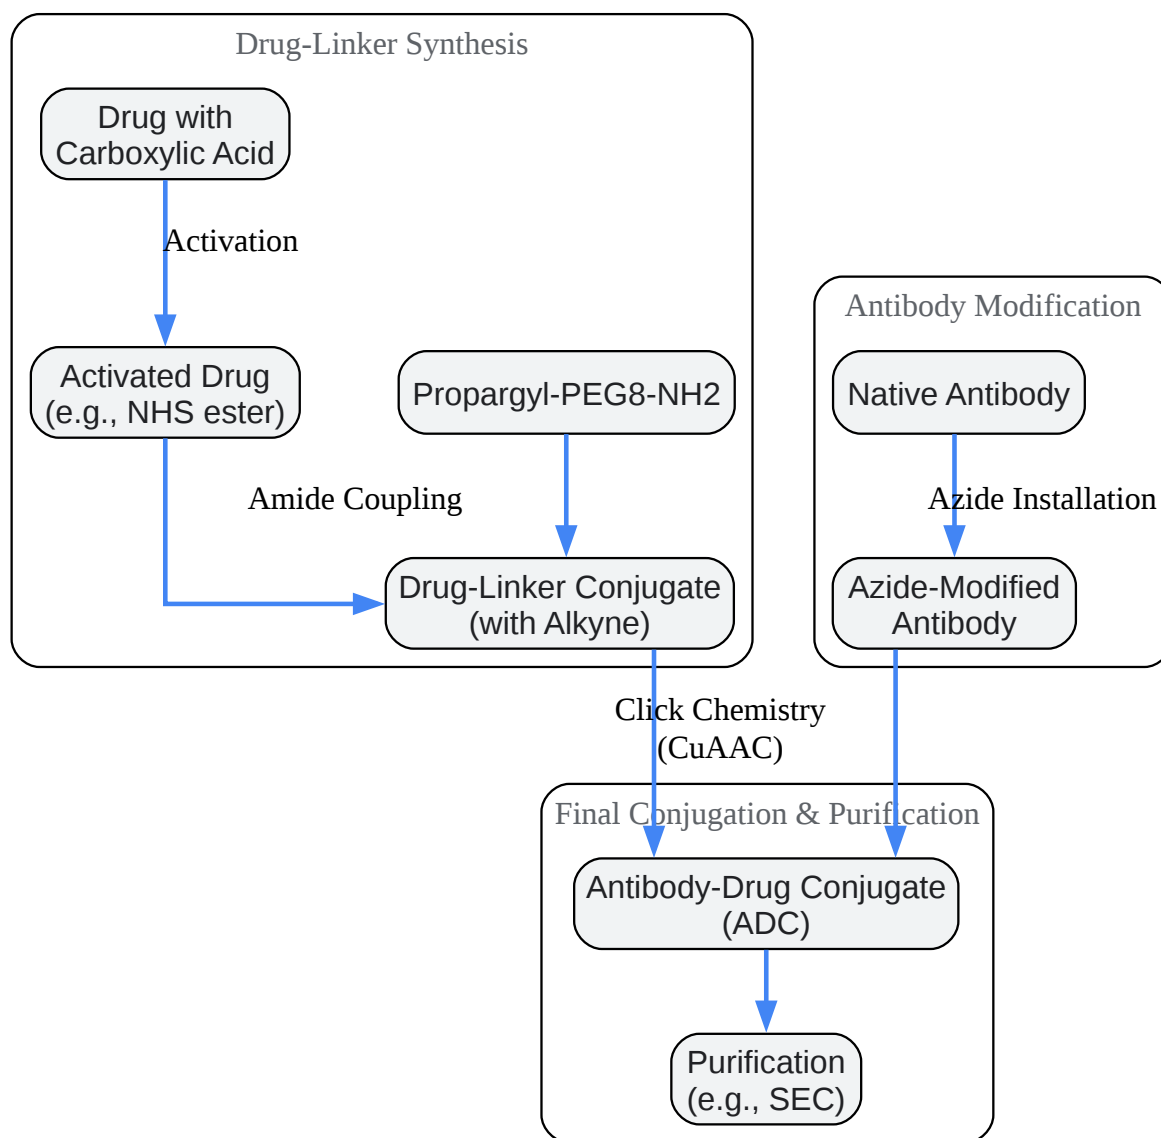 Drug-Linker Synthesis
Drug with
Carboxylic Acid
Activation
Activated Drug
(e.g., NHS ester)
Propargyl-PEG8-NH2
Amide Coupling
Drug-Linker Conjugate
(with Alkyne)
Antibody Modification
Native Antibody
Azide Installation
Azide-Modified
Antibody
Click Chemistry
(CuAAC)
Final Conjugation & Purification
Antibody-Drug Conjugate
(ADC)
Purification
(e.g., SEC)